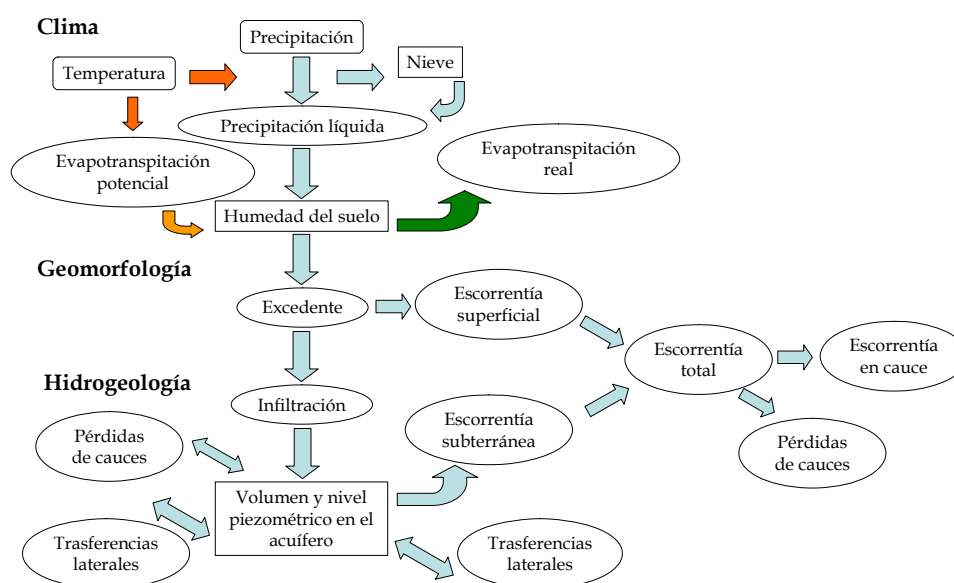 Clima
Precipitación
Temperatura
Nieve
Precipitación líquida
Evapotranspitación
potencial
Evapotranspitación
real
Humedad del suelo
Geomorfología
Excedente
Escorrentía
superficial
Escorrentía
total
Escorrentía
en cauce
Hidrogeología
Infiltración
Escorrentía
subterránea
Pérdidas
de cauces
Pérdidas
de cauces
Volumen y nivel
piezométrico en el
acuífero
Trasferencias
laterales
Trasferencias
laterales